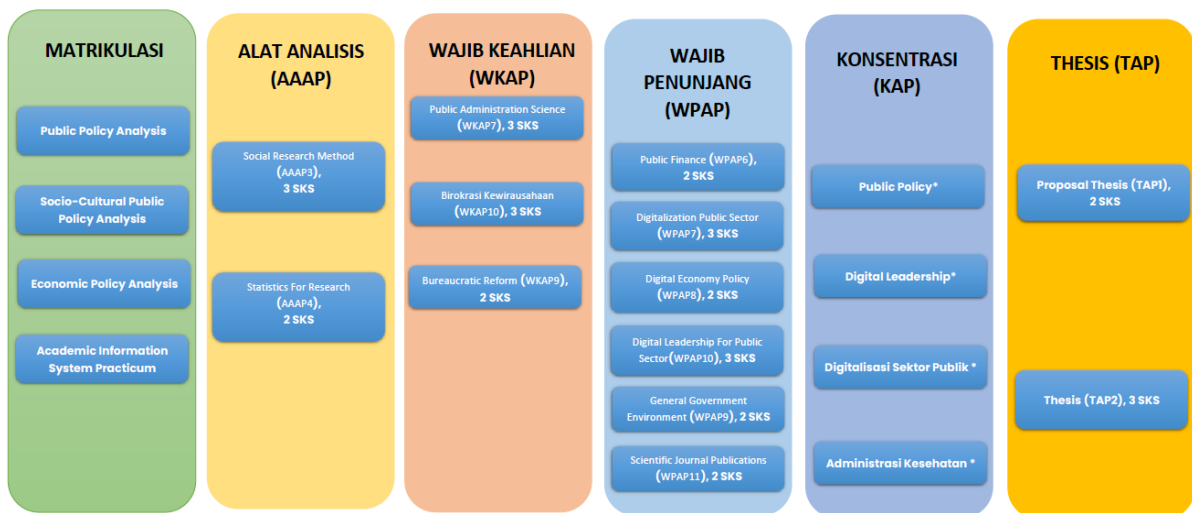 MATRIKULASI
Public Policy Analysis
Socio-Cultural Public
Policy Analysis
Economic Policy Analysis
Academic Information
System Practicum
ALAT ANALISIS
(AAAP)
Social Research Method
(AAAP3),
3 SKS
Statistics For Research
(AAAP4),
2 SKS
WAJIB KEAHLIAN
(WKAP)
Public Administration Science
(WKAP7), 3 SKS
Birokrasi Kewirausahaan
(WKAP10), 3 SKS
Bureaucratic Reform (WKAP9),
2 SKS
WAJIB
PENUNJANG
(WPAP)
Public Finance (WPAP6),
2 SKS
Digitalization Public Sector
(WPAP7), 3 SKS
Digital Economy Policy
(WPAP8), 2 SKS
Digital Leadership For Public
Sector(WPAP10), 3 SKS
General Government
Environment (WPAP9), 2 SKS
Scientific Journal Publications
(WPAP11), 2 SKS
KONSENTRASI
(KAP)
Public Policy*
Digital Leadership*
Digitalisasi Sektor Publik *
Administrasi Kesehatan *
THESIS (TAP)
Proposal Thesis (TAP1),
2 SKS
Thesis (TAP2), 3 SKS